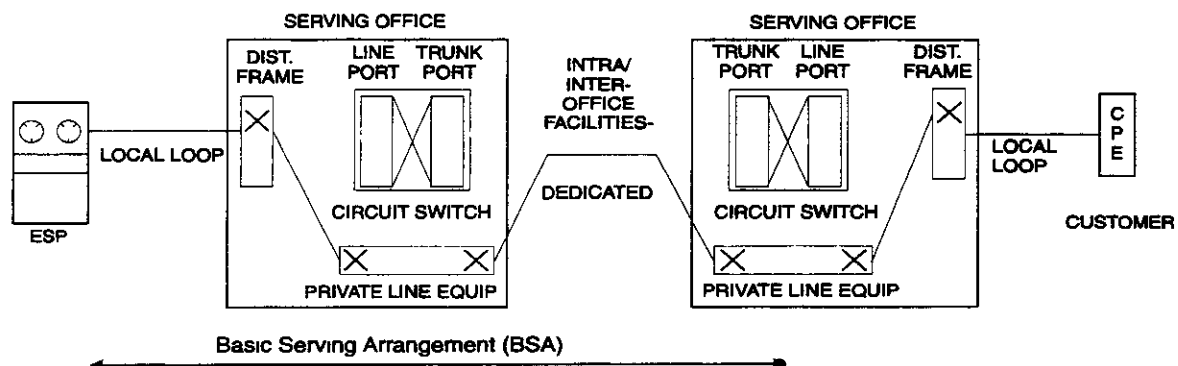 SERVING OFFICE
DIST.
FRAME
LINE
PORT
TRUNK
PORT
LOCAL LOOP
ESP
CIRCUIT SWITCH
PRIVATE LINE EQUIP
INTRA/
INTER-
OFFICE
FACILITIES-
DEDICATED
SERVING OFFICE
TRUNK
PORT
LINE
PORT
DIST.
FRAME
CIRCUIT SWITCH
PRIVATE LINE EQUIP
LOCAL
LOOP
C
P
E
CUSTOMER
Basic Serving Arrangement (BSA)